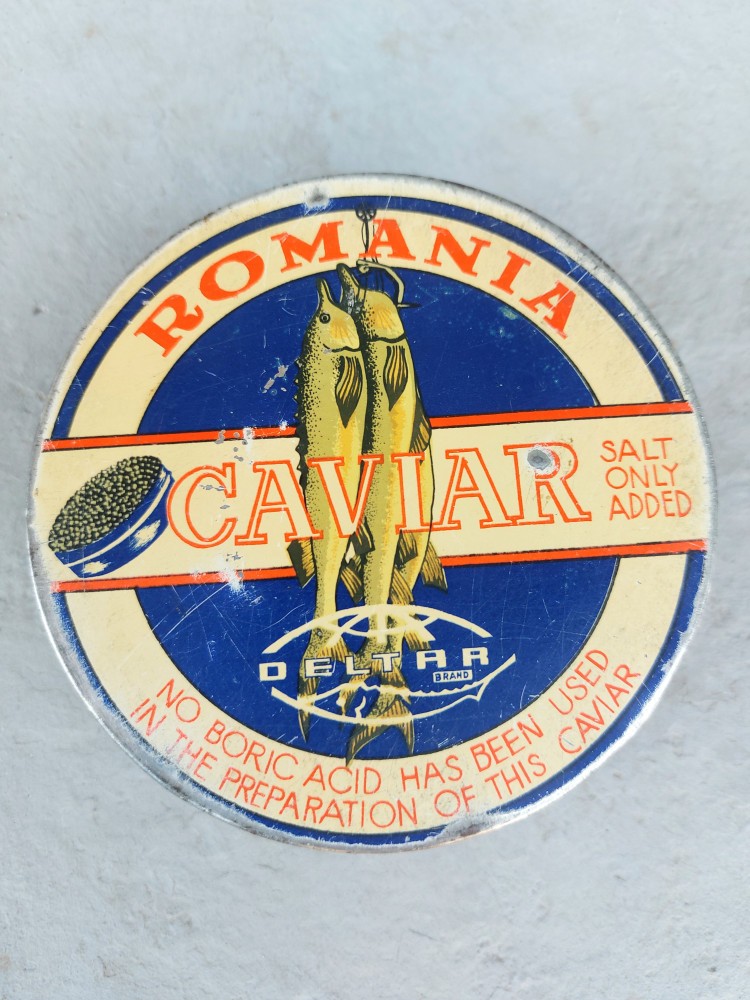 ROMANIA
CAVIAR
SALT
ONLY
ADDED
DELTAR
BRAND
NO BORIC ACID HAS BEEN USED
IN THE PREPARATION OF THIS CAVIAR